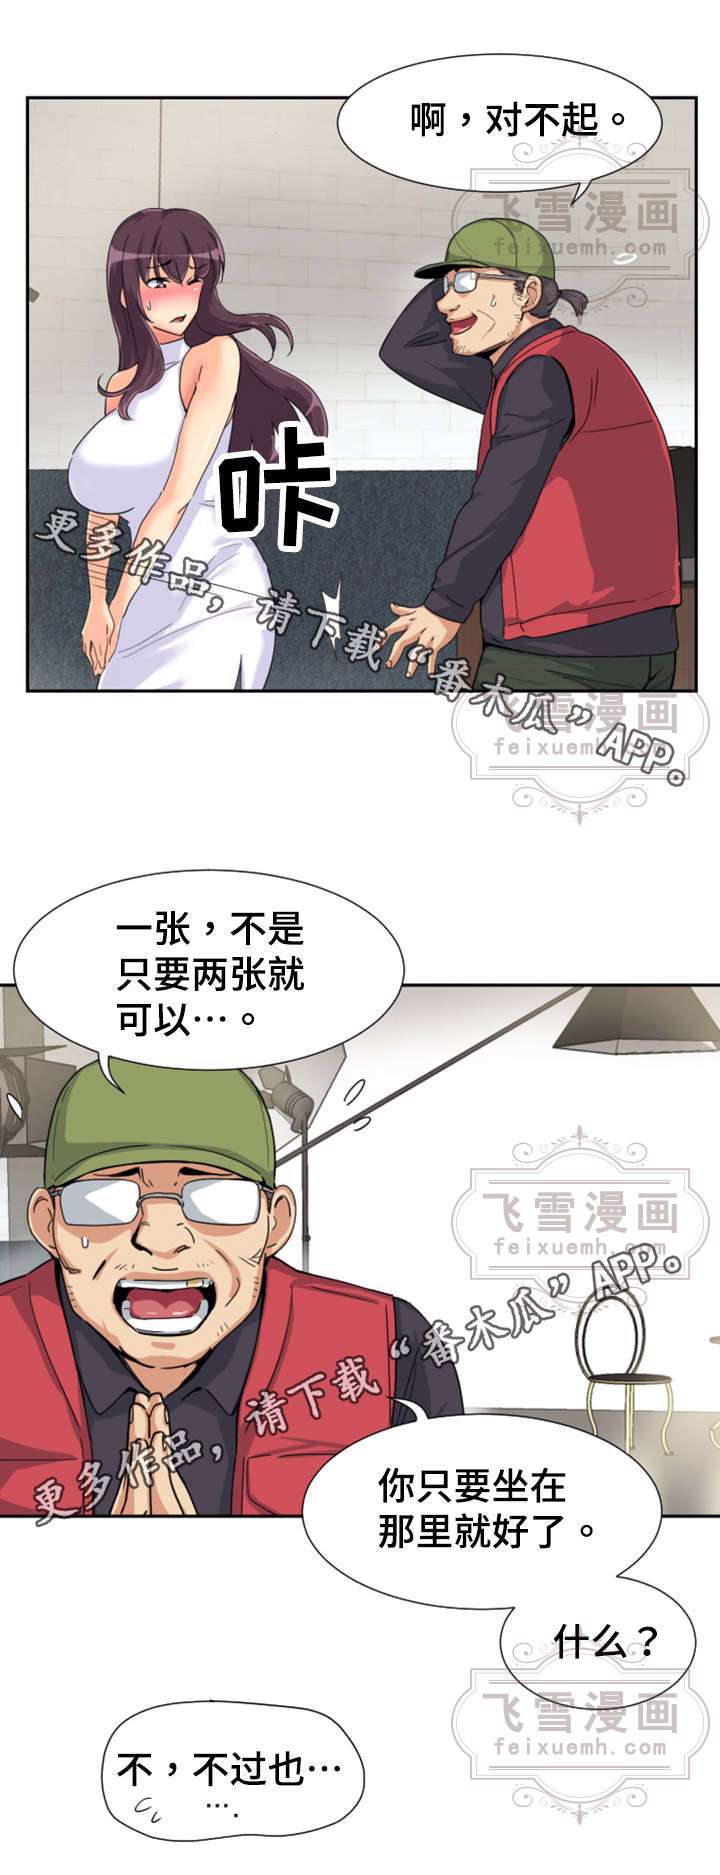 啊，对不起。
飞雪漫画
feixuemh.com
咔
更多作品，请下载“番木瓜”APP。
飞雪漫画
feixuemh.com
一张，不是
只要两张就
可以…。
飞雪漫画
feixuemh.com
更多作品，请下载“番木瓜”APP。
你只要坐在
那里就好了。
什么？
飞雪漫画
feixuemh.com
不，不过也…
….